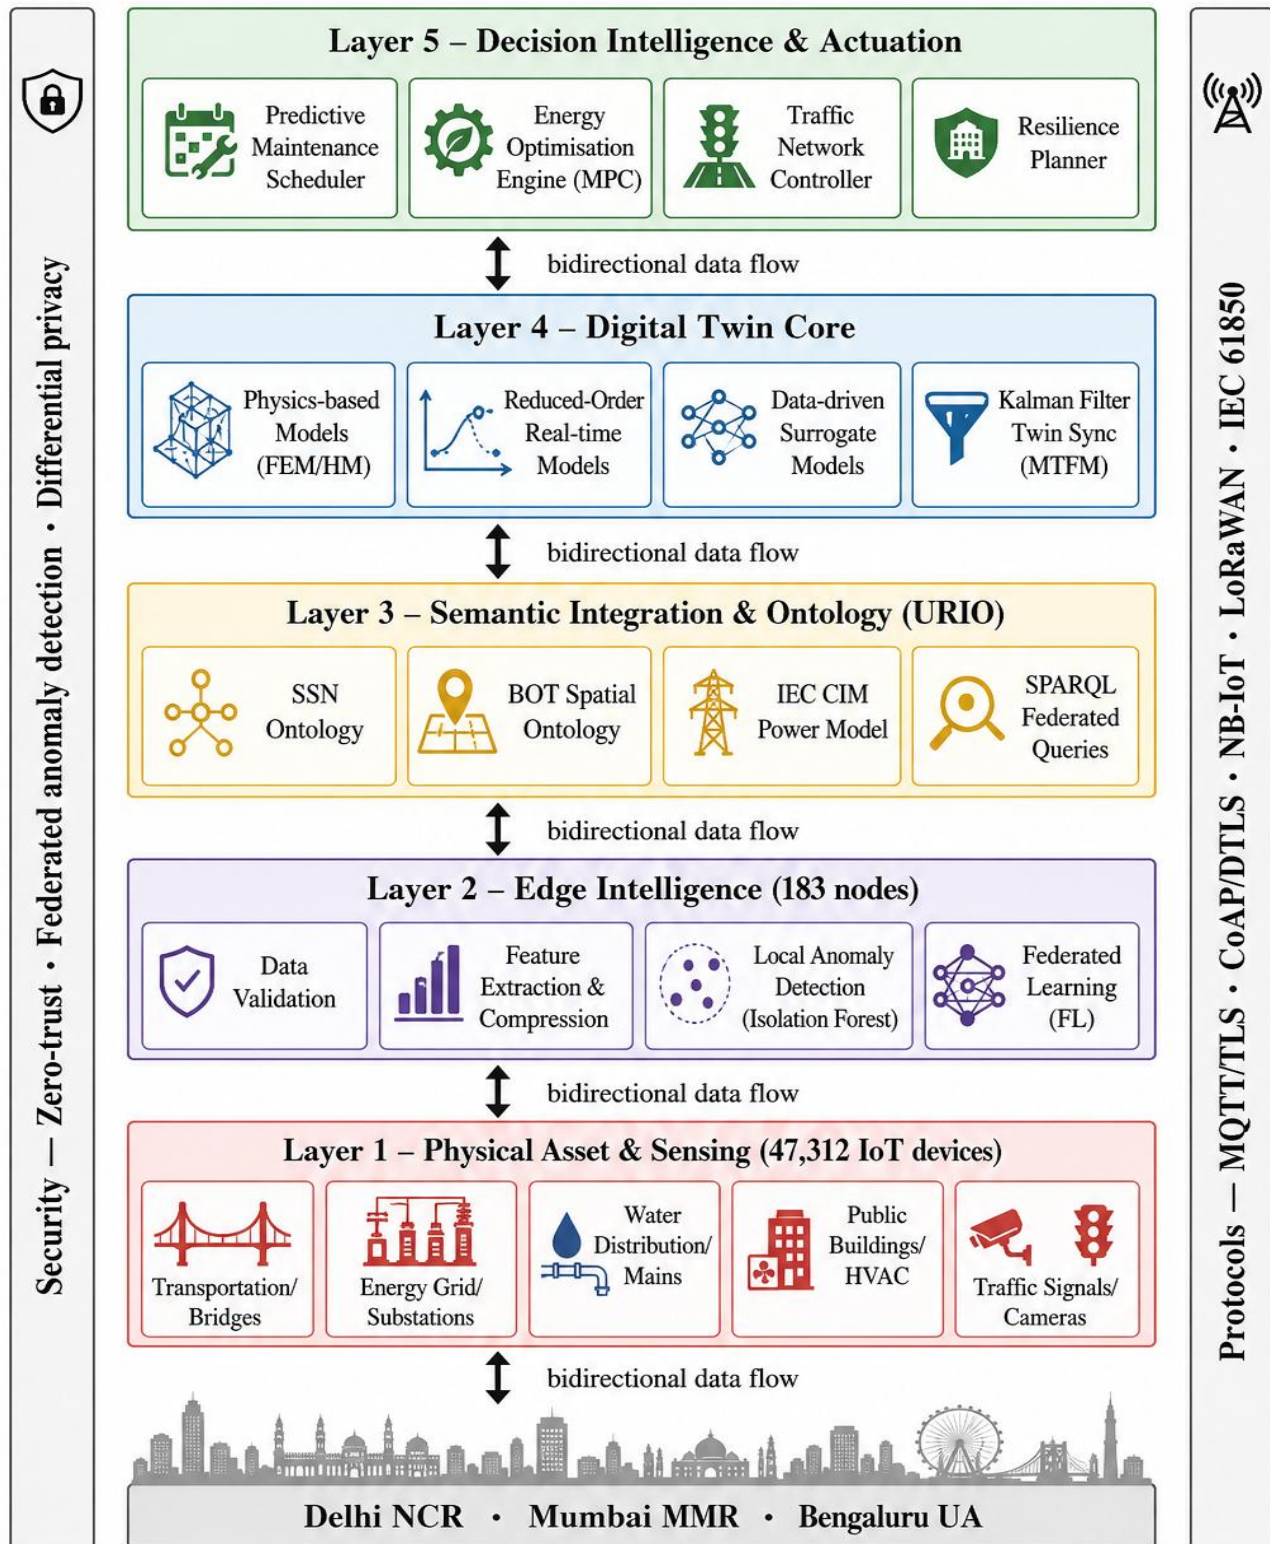 Layer 5 – Decision Intelligence & Actuation
Predictive
Maintenance
Scheduler
Energy
Optimisation
Engine (MPC)
Traffic
Network
Controller
Resilience
Planner
bidirectional data flow
Layer 4 – Digital Twin Core
Physics-based
Models
(FEM/HM)
Reduced-Order
Real-time
Models
Data-driven
Surrogate
Models
Kalman Filter
Twin Sync
(MTFM)
bidirectional data flow
Layer 3 – Semantic Integration & Ontology (URIO)
SSN
Ontology
BOT Spatial
Ontology
IEC CIM
Power Model
SPARQL
Federated
Queries
bidirectional data flow
Layer 2 – Edge Intelligence (183 nodes)
Data
Validation
Feature
Extraction &
Compression
Local Anomaly
Detection
(Isolation Forest)
Federated
Learning
(FL)
bidirectional data flow
Layer 1 – Physical Asset & Sensing (47,312 IoT devices)
Transportation/
Bridges
Energy Grid/
Substations
Water
Distribution/
Mains
Public
Buildings/
HVAC
Traffic Signals/
Cameras
bidirectional data flow
Delhi NCR • Mumbai MMR • Bengaluru UA
Security — Zero-trust • Federated anomaly detection • Differential privacy
Protocols — MQTT/TLS • CoAP/DTLS • NB-IoT • LoRaWAN • IEC 61850